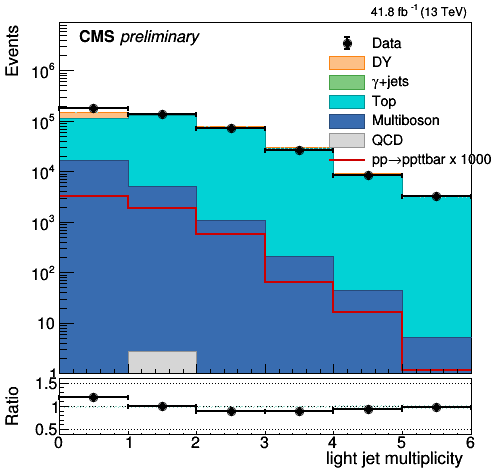 41.8 fb⁻¹ (13 TeV)
CMS preliminary
Events
Data
DY
γ+jets
Top
Multiboson
QCD
pp→ppttbar x 1000
10⁶
10⁵
10⁴
10³
10²
10
1
Ratio
1.5
1
0.5
0 1 2 3 4 5 6
light jet multiplicity